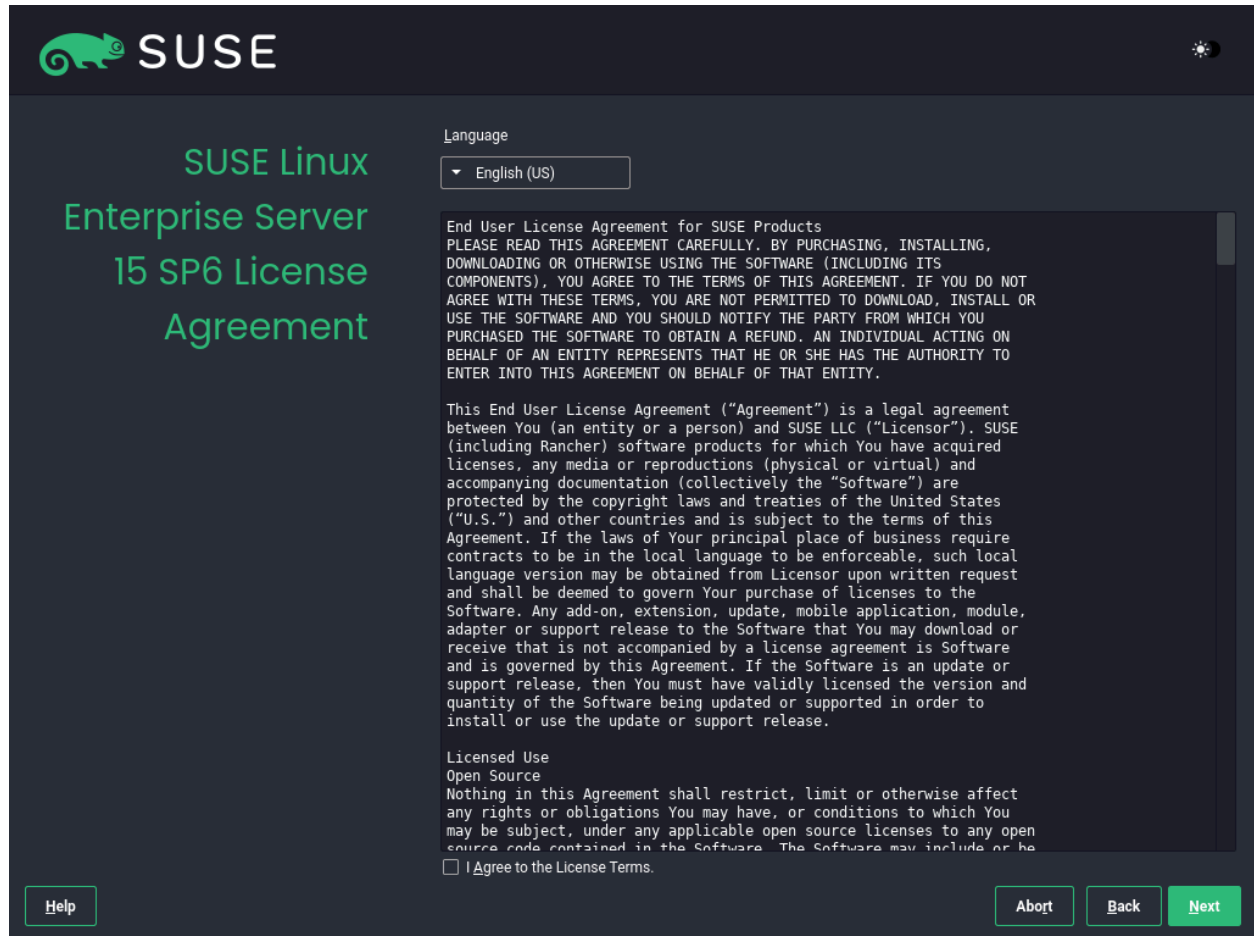 SUSE
SUSE Linux
Enterprise Server
15 SP6 License
Agreement
Language
English (US)
End User License Agreement for SUSE Products
PLEASE READ THIS AGREEMENT CAREFULLY. BY PURCHASING, INSTALLING,
DOWNLOADING OR OTHERWISE USING THE SOFTWARE (INCLUDING ITS
COMPONENTS), YOU AGREE TO THE TERMS OF THIS AGREEMENT. IF YOU DO NOT
AGREE WITH THESE TERMS, YOU ARE NOT PERMITTED TO DOWNLOAD, INSTALL OR
USE THE SOFTWARE AND YOU SHOULD NOTIFY THE PARTY FROM WHICH YOU
PURCHASED THE SOFTWARE TO OBTAIN A REFUND. AN INDIVIDUAL ACTING ON
BEHALF OF AN ENTITY REPRESENTS THAT HE OR SHE HAS THE AUTHORITY TO
ENTER INTO THIS AGREEMENT ON BEHALF OF THAT ENTITY.
This End User License Agreement (“Agreement”) is a legal agreement
between You (an entity or a person) and SUSE LLC (“Licensor”). SUSE
(including Rancher) software products for which You have acquired
licenses, any media or reproductions (physical or virtual) and
accompanying documentation (collectively the “Software”) are
protected by the copyright laws and treaties of the United States
(“U.S.”) and other countries and is subject to the terms of this
Agreement. If the laws of Your principal place of business require
contracts to be in the local language to be enforceable, such local
language version may be obtained from Licensor upon written request
and shall be deemed to govern Your purchase of licenses to the
Software. Any add-on, extension, update, mobile application, module,
adapter or support release to the Software that You may download or
receive that is not accompanied by a license agreement is Software
and is governed by this Agreement. If the Software is an update or
support release, then You must have validly licensed the version and
quantity of the Software being updated or supported in order to
install or use the update or support release.
Licensed Use
Open Source
Nothing in this Agreement shall restrict, limit or otherwise affect
any rights or obligations You may have, or conditions to which You
may be subject, under any applicable open source licenses to any open
source code contained in the Software. The Software may include or be
I Agree to the License Terms.
Help
Abort
Back
Next